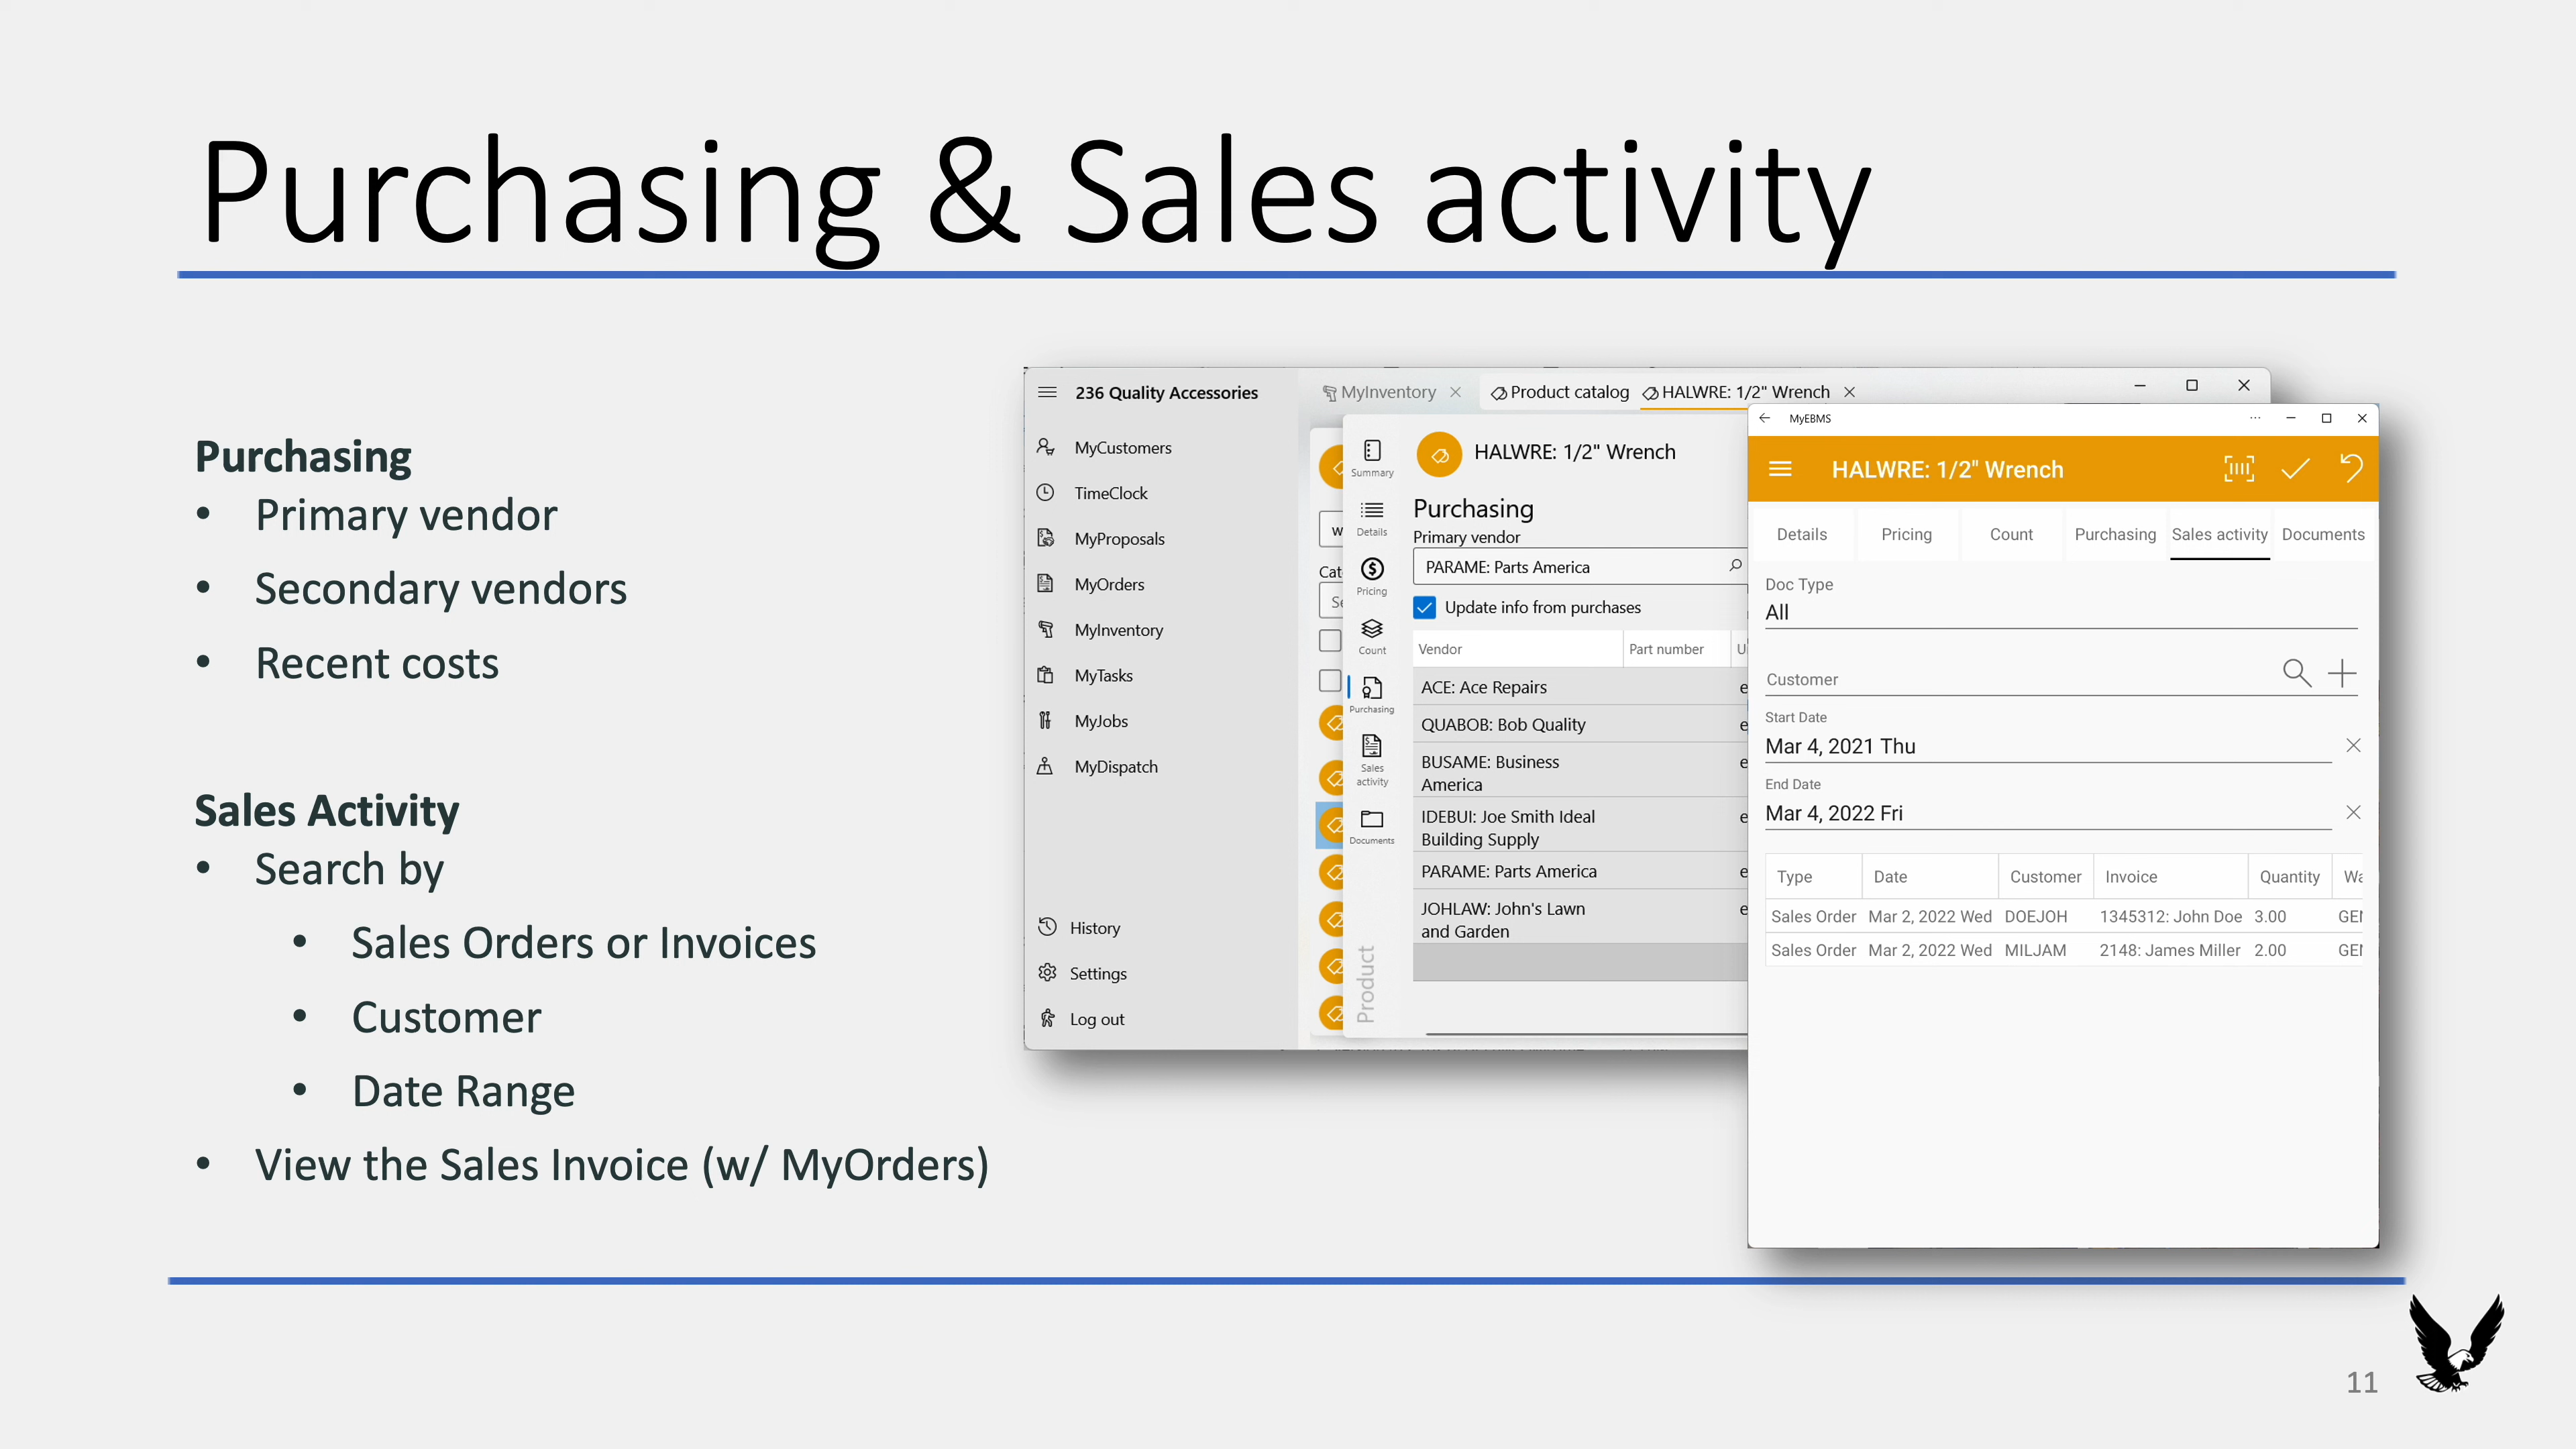 Purchasing & Sales activity
Purchasing
• Primary vendor
• Secondary vendors
• Recent costs
Sales Activity
• Search by
• Sales Orders or Invoices
• Customer
• Date Range
• View the Sales Invoice (w/ MyOrders)
236 Quality Accessories
MyCustomers
TimeClock
MyProposals
MyOrders
MyInventory
MyTasks
MyJobs
MyDispatch
History
Settings
Log out
MyInventory
Product catalog
HALWRE: 1/2" Wrench
Summary
Details
Pricing
Count
Purchasing
Sales
activity
Documents
Product
HALWRE: 1/2" Wrench
Purchasing
Primary vendor
PARAME: Parts America
Update info from purchases
Vendor Part number
ACE: Ace Repairs
QUABOB: Bob Quality
BUSAME: Business
America
IDEBUI: Joe Smith Ideal
Building Supply
PARAME: Parts America
JOHLAW: John's Lawn
and Garden
MyEBMS
HALWRE: 1/2" Wrench
Details Pricing Count Purchasing Sales activity Documents
Doc Type
All
Customer
Start Date
Mar 4, 2021 Thu
End Date
Mar 4, 2022 Fri
Type Date Customer Invoice Quantity
Sales Order Mar 2, 2022 Wed DOEJOH 1345312: John Doe 3.00
Sales Order Mar 2, 2022 Wed MILJAM 2148: James Miller 2.00
11